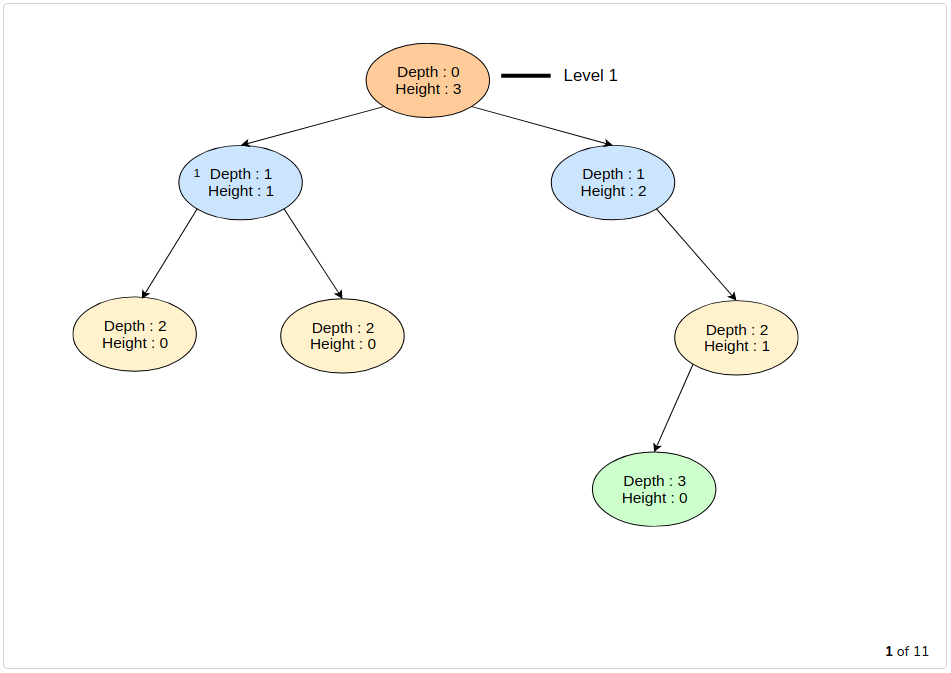 Depth : 0
Height : 3
Level 1
1 Depth : 1
Height : 1
Depth : 1
Height : 2
Depth : 2
Height : 0
Depth : 2
Height : 0
Depth : 2
Height : 1
Depth : 3
Height : 0
1 of 11